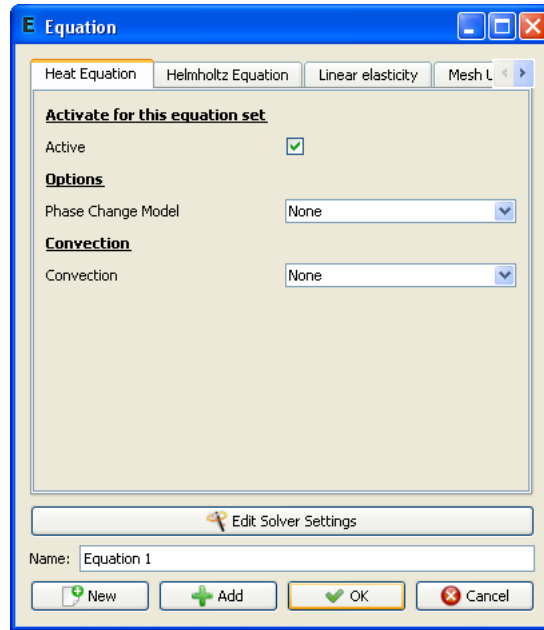 E Equation
Heat Equation Helmholtz Equation Linear elasticity Mesh U
Activate for this equation set
Active
Options
Phase Change Model None
Convection
Convection None
Edit Solver Settings
Name: Equation 1
New Add OK Cancel